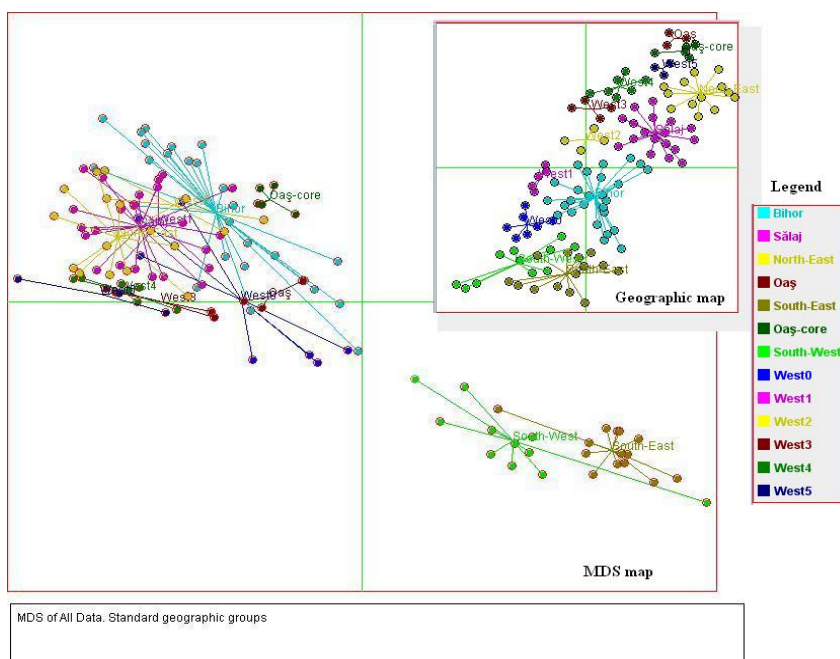 Oaş
Oaş-core
West5
West4
North-East
West3
Sălaj
West2
West1
Bihor
West0
South-West
South-East
Geographic map
Oaş-core
Bihor
West1
West4
West3
West0
Oaş
South-West
South-East
MDS map
Legend
Bihor
Sălaj
North-East
Oaş
South-East
Oaş-core
South-West
West0
West1
West2
West3
West4
West5
MDS of All Data. Standard geographic groups